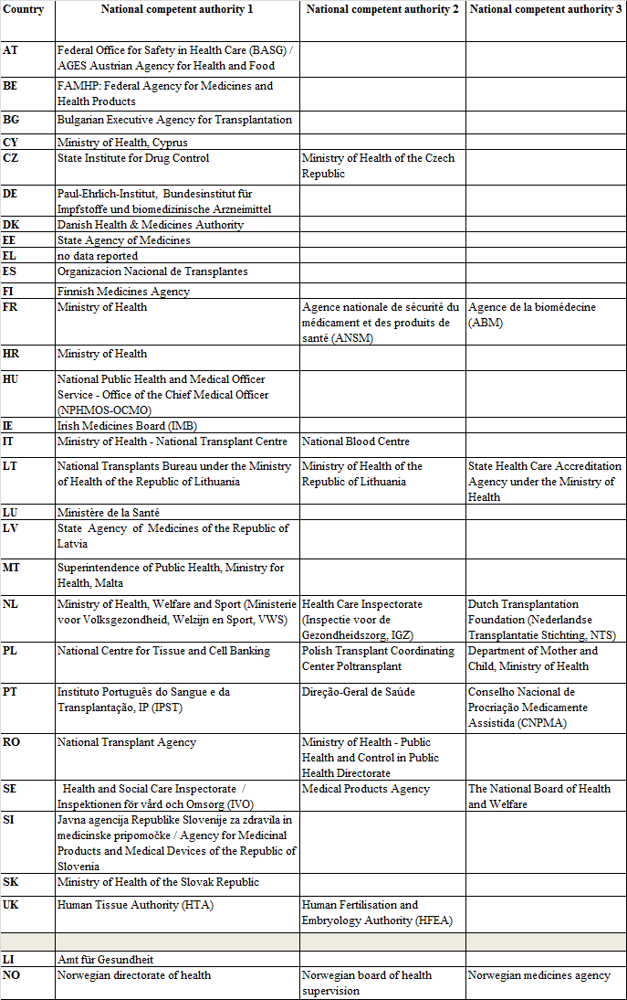 Country National competent authority 1 National competent authority 2 National competent authority 3
AT Federal Office for Safety in Health Care (BASG) /
AGES Austrian Agency for Health and Food
BE FAMHP: Federal Agency for Medicines and
Health Products
BG Bulgarian Executive Agency for Transplantation
CY Ministry of Health, Cyprus
CZ State Institute for Drug Control Ministry of Health of the Czech
Republic
DE Paul-Ehrlich-Institut, Bundesinstitut für
Impfstoffe und biomedizinische Arzneimittel
DK Danish Health & Medicines Authority
EE State Agency of Medicines
EL no data reported
ES Organizacion Nacional de Transplantes
FI Finnish Medicines Agency
FR Ministry of Health Agence nationale de sécurité du Agence de la biomédecine
médicament et des produits de (ABM)
santé (ANSM)
HR Ministry of Health
HU National Public Health and Medical Officer
Service - Office of the Chief Medical Officer
(NPHMOS-OCMO)
IE Irish Medicines Board (IMB)
IT Ministry of Health - National Transplant Centre National Blood Centre
LT National Transplants Bureau under the Ministry Ministry of Health of the State Health Care Accreditation
of Health of the Republic of Lithuania Republic of Lithuania Agency under the Ministry of
Health
LU Ministère de la Santé
LV State Agency of Medicines of the Republic of
Latvia
MT Superintendence of Public Health, Ministry for
Health, Malta
NL Ministry of Health, Welfare and Sport (Ministerie Health Care Inspectorate Dutch Transplantation
voor Volksgezondheid, Welzijn en Sport, VWS) (Inspectie voor de Foundation (Nederlandse
Gezondheidszorg, IGZ) Transplantatie Stichting, NTS)
PL National Centre for Tissue and Cell Banking Polish Transplant Coordinating Department of Mother and
Center Poltransplant Child, Ministry of Health
PT Instituto Português do Sangue e da Direção-Geral de Saúde Conselho Nacional de
Transplantação, IP (IPST) Procriação Medicamente
Assistida (CNPMA)
RO National Transplant Agency Ministry of Health - Public
Health and Control in Public
Health Directorate
SE Health and Social Care Inspectorate / Medical Products Agency The National Board of Health
Inspektionen för vård och Omsorg (IVO) and Welfare
SI Javna agencija Republike Slovenije za zdravila in
medicinske pripomočke / Agency for Medicinal
Products and Medical Devices of the Republic of
Slovenia
SK Ministry of Health of the Slovak Republic
UK Human Tissue Authority (HTA) Human Fertilisation and
Embryology Authority (HFEA)
LI Amt für Gesundheit
NO Norwegian directorate of health Norwegian board of health Norwegian medicines agency
supervision